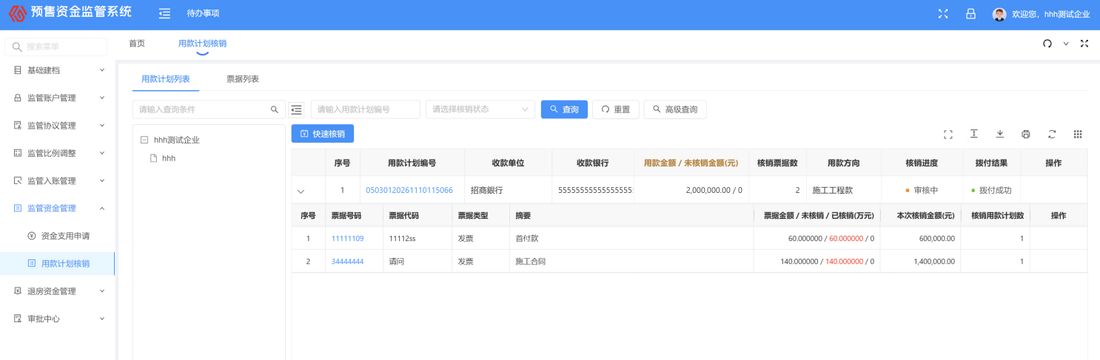 预售资金监管系统
待办事项
欢迎您，hhh测试企业
搜索菜单
首页
用款计划核销
基础建档
监管账户管理
监管协议管理
监管比例调整
监管入账管理
监管资金管理
资金支用申请
用款计划核销
退房资金管理
审批中心
用款计划列表
票据列表
请输入查询条件
请输入用款计划编号
请选择核销状态
查询
重置
高级查询
hhh测试企业
hhh
快速核销
序号 用款计划编号 收款单位 收款银行 用款金额 / 未核销金额(元) 核销票据数 用款方向 核销进度 拨付结果 操作
1 05030120261110115066 招商銀行 55555555555555555 2,000,000.00 / 0 2 施工工程款 审核中 拨付成功
序号 票据号码 票据代码 票据类型 摘要 票据金额 / 未核销 / 已核销(万元) 本次核销金额(元) 核销用款计划数 操作
1 11111109 11112ss 发票 首付款 60.000000 / 60.000000 / 0 600,000.00 1
2 34444444 请问 发票 施工合同 140.000000 / 140.000000 / 0 1,400,000.00 1